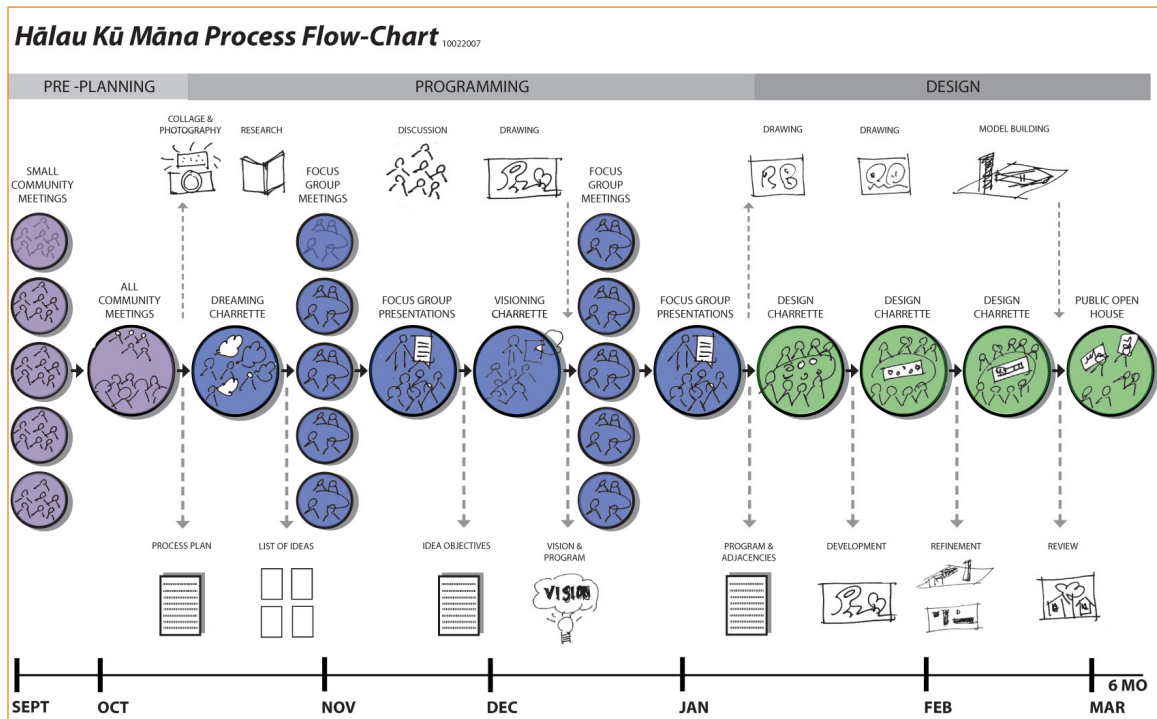 Hālau Kū Māna Process Flow-Chart 10022007
PRE -PLANNING
PROGRAMMING
DESIGN
COLLAGE &
PHOTOGRAPHY
RESEARCH
DISCUSSION
DRAWING
DRAWING
DRAWING
MODEL BUILDING
SMALL
COMMUNITY
MEETINGS
FOCUS
GROUP
MEETINGS
FOCUS
GROUP
MEETINGS
ALL
COMMUNITY
MEETINGS
DREAMING
CHARRETTE
FOCUS GROUP
PRESENTATIONS
VISIONING
CHARRETTE
FOCUS GROUP
PRESENTATIONS
DESIGN
CHARRETTE
DESIGN
CHARRETTE
DESIGN
CHARRETTE
PUBLIC OPEN
HOUSE
PROCESS PLAN
LIST OF IDEAS
IDEA OBJECTIVES
VISION &
PROGRAM
VISION
PROGRAM &
ADJACENCIES
DEVELOPMENT
REFINEMENT
REVIEW
6 MO
SEPT
OCT
NOV
DEC
JAN
FEB
MAR